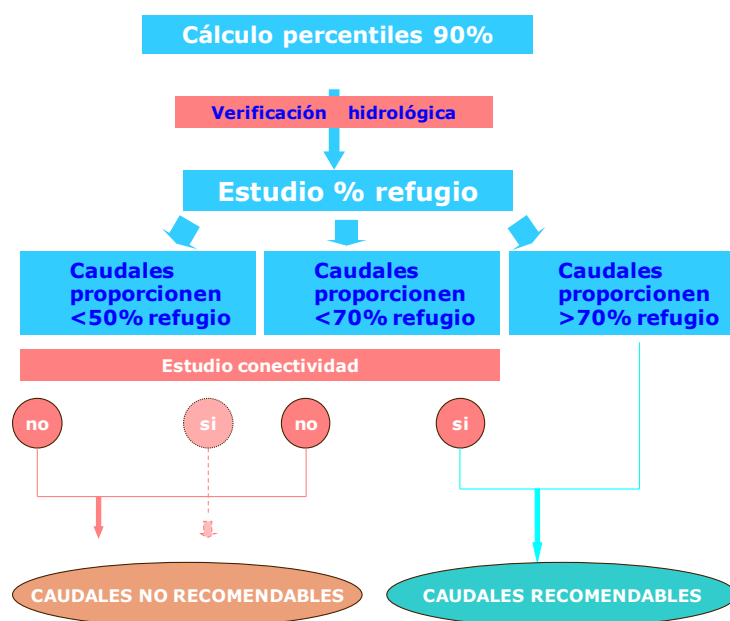 Cálculo percentiles 90%
Verificación hidrológica
Estudio % refugio
Caudales
proporcionen
<50% refugio
Caudales
proporcionen
<70% refugio
Caudales
proporcionen
>70% refugio
Estudio conectividad
no
si
no
si
CAUDALES NO RECOMENDABLES
CAUDALES RECOMENDABLES